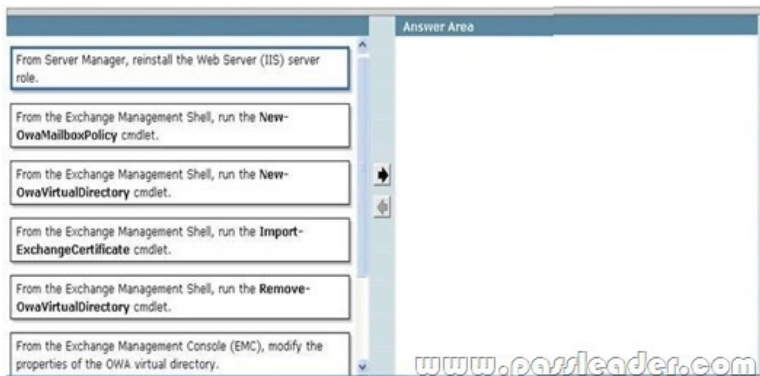 Answer Area
From Server Manager, reinstall the Web Server (IIS) server
role.
From the Exchange Management Shell, run the New-
OwaMailboxPolicy cmdlet.
From the Exchange Management Shell, run the New-
OwaVirtualDirectory cmdlet.
From the Exchange Management Shell, run the Import-
ExchangeCertificate cmdlet.
From the Exchange Management Shell, run the Remove-
OwaVirtualDirectory cmdlet.
From the Exchange Management Console (EMC), modify the
properties of the OWA virtual directory.
www.passleader.com